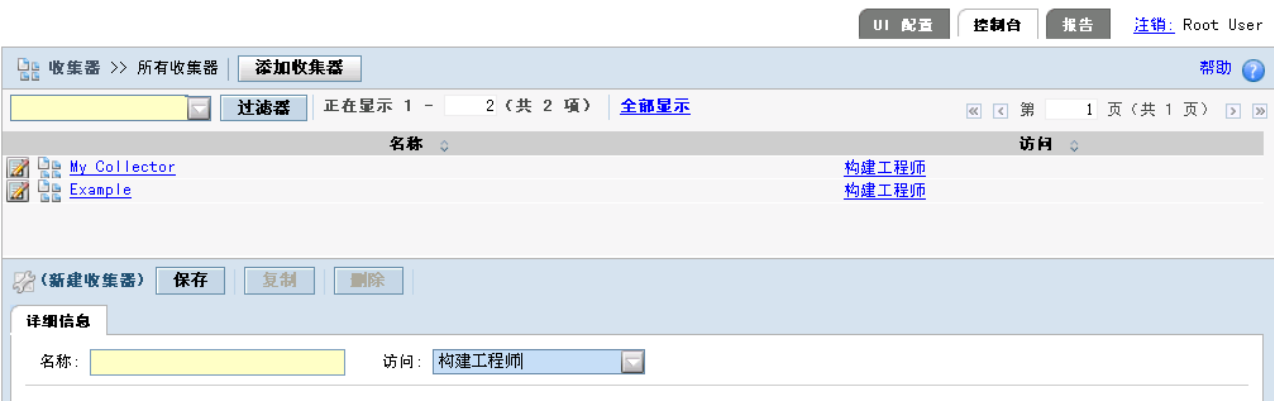 UI 配置 控制台 报告 注销: Root User
收集器 >> 所有收集器 添加收集器 帮助 ?
过滤器 正在显示 1 - 2 (共 2 项) 全部显示 第 1 页 (共 1 页)
名称 访问
My Collector 构建工程师
Example 构建工程师
(新建收集器) 保存 复制 删除
详细信息
名称: 访问: 构建工程师